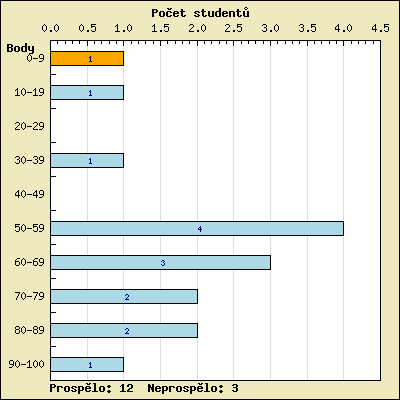 Počet studentů
0.0 0.5 1.0 1.5 2.0 2.5 3.0 3.5 4.0 4.5
Body
0-9 1
10-19 1
20-29
30-39 1
40-49
50-59 4
60-69 3
70-79 2
80-89 2
90-100 1
Prospělo: 12 Neprospělo: 3